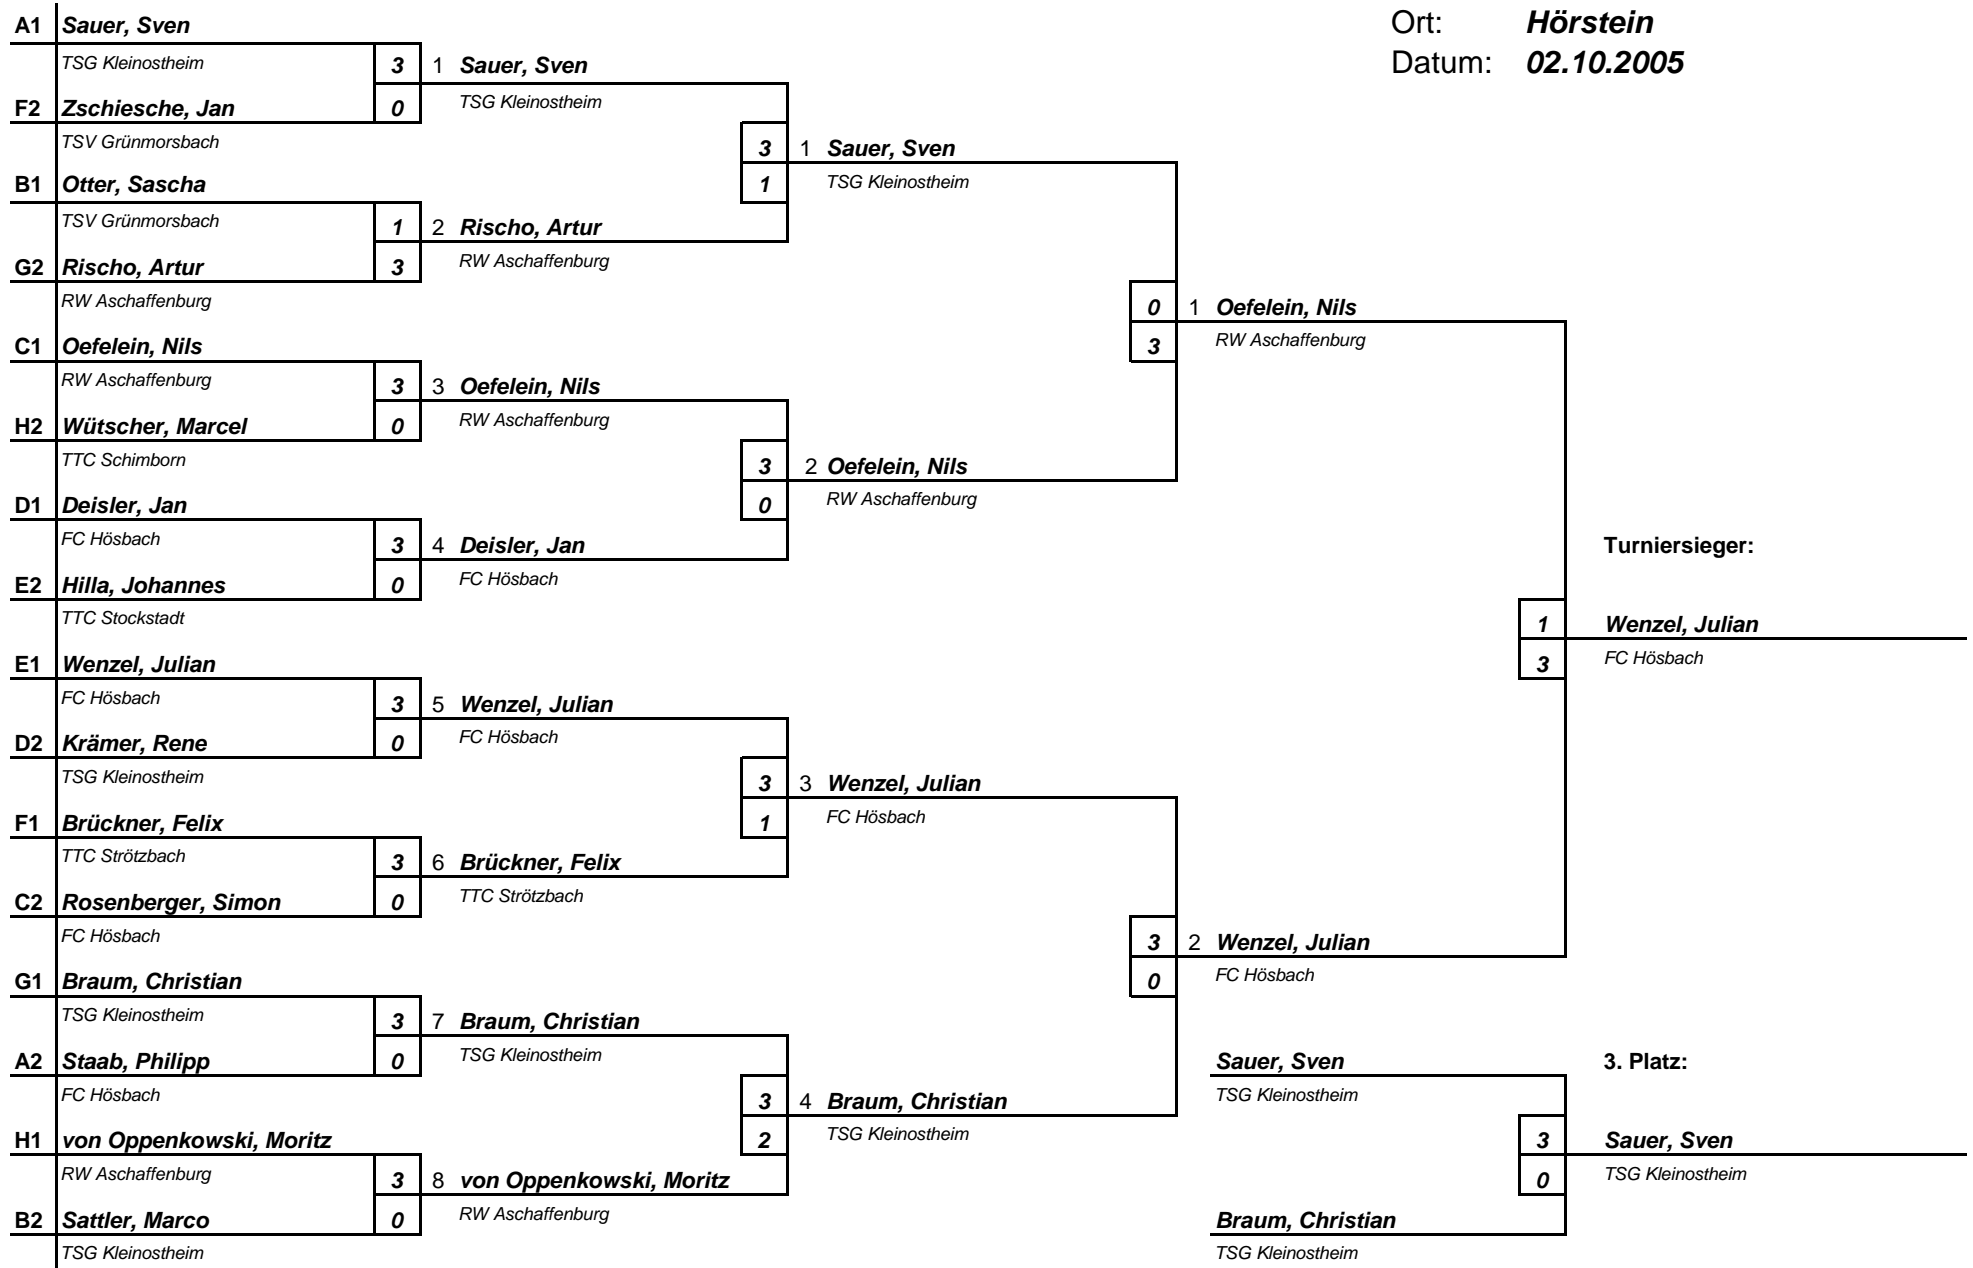 Ort: Hörstein
Datum: 02.10.2005
A1 Sauer, Sven
TSG Kleinostheim
3
F2 Zschiesche, Jan
0
TSV Grünmorsbach
B1 Otter, Sascha
TSV Grünmorsbach
1
G2 Rischo, Artur
3
RW Aschaffenburg
C1 Oefelein, Nils
RW Aschaffenburg
3
H2 Wütscher, Marcel
0
TTC Schimborn
D1 Deisler, Jan
FC Hösbach
3
E2 Hilla, Johannes
0
TTC Stockstadt
E1 Wenzel, Julian
FC Hösbach
3
D2 Krämer, Rene
0
TSG Kleinostheim
F1 Brückner, Felix
TTC Strötzbach
3
C2 Rosenberger, Simon
0
FC Hösbach
G1 Braum, Christian
TSG Kleinostheim
3
A2 Staab, Philipp
0
FC Hösbach
H1 von Oppenkowski, Moritz
RW Aschaffenburg
3
B2 Sattler, Marco
0
TSG Kleinostheim
1 Sauer, Sven
TSG Kleinostheim
3
1
2 Rischo, Artur
RW Aschaffenburg
3 Oefelein, Nils
RW Aschaffenburg
3
0
4 Deisler, Jan
FC Hösbach
5 Wenzel, Julian
FC Hösbach
3
1
6 Brückner, Felix
TTC Strötzbach
7 Braum, Christian
TSG Kleinostheim
3
2
8 von Oppenkowski, Moritz
RW Aschaffenburg
1 Sauer, Sven
TSG Kleinostheim
0
3
2 Oefelein, Nils
RW Aschaffenburg
3 Wenzel, Julian
FC Hösbach
3
0
4 Braum, Christian
TSG Kleinostheim
1 Oefelein, Nils
RW Aschaffenburg
1
3
2 Wenzel, Julian
FC Hösbach
Turniersieger:
Wenzel, Julian
FC Hösbach
Sauer, Sven
TSG Kleinostheim
3
0
Braum, Christian
TSG Kleinostheim
3. Platz:
Sauer, Sven
TSG Kleinostheim